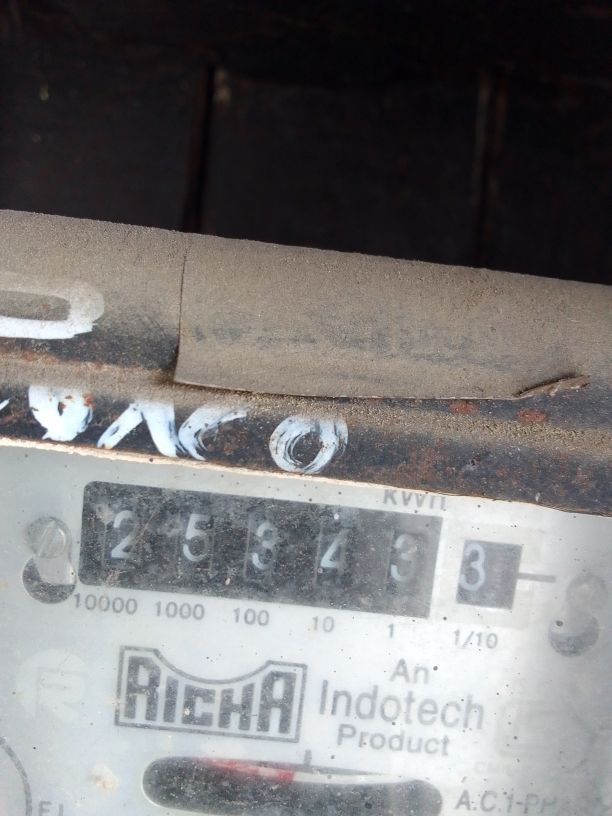 kWh
2 5 3 4 3 3
10000 1000 100 10 1 1/10
RICHA
An
Indotech
Product